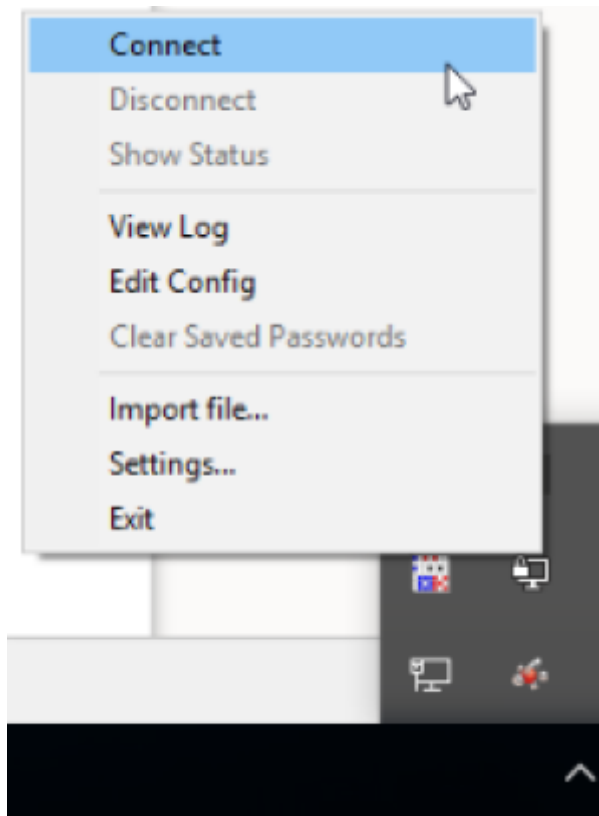 Connect
Disconnect
Show Status
View Log
Edit Config
Clear Saved Passwords
Import file...
Settings...
Exit